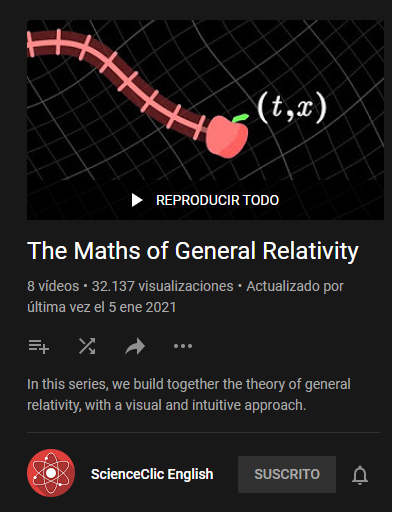 (t,x)
REPRODUCIR TODO
The Maths of General Relativity
8 vídeos • 32.137 visualizaciones • Actualizado por
última vez el 5 ene 2021
In this series, we build together the theory of general
relativity, with a visual and intuitive approach.
ScienceClic English
SUSCRITO